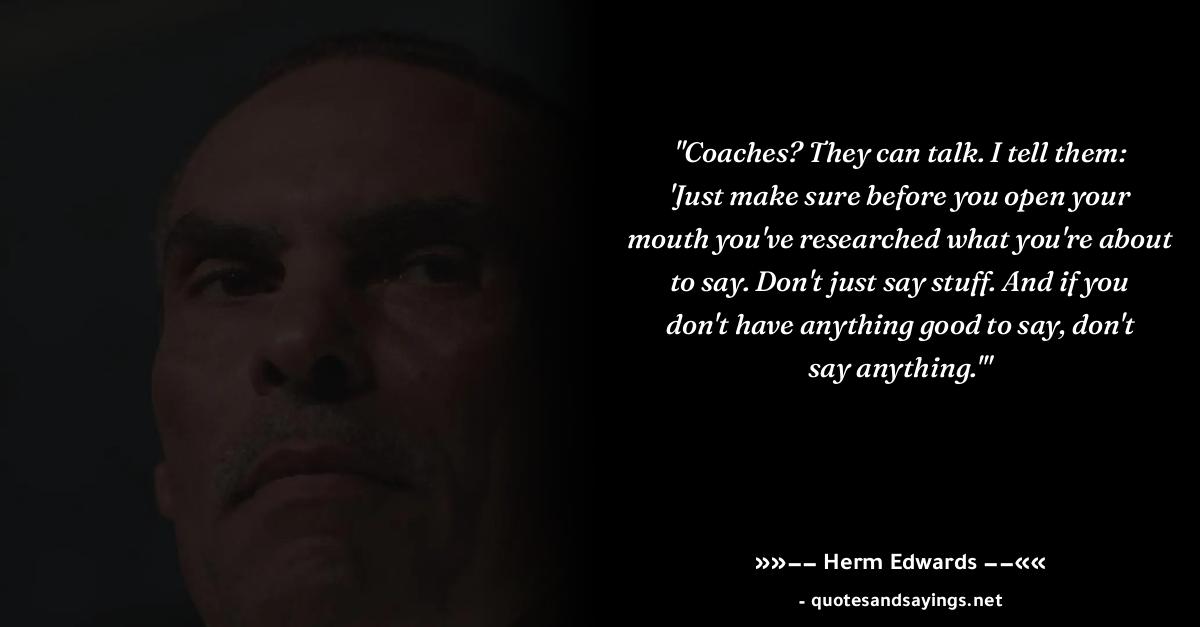 "Coaches? They can talk. I tell them:
'Just make sure before you open your
mouth you've researched what you're about
to say. Don't just say stuff. And if you
don't have anything good to say, don't
say anything.'"
»»−− Herm Edwards −−««
- quotesandsayings.net